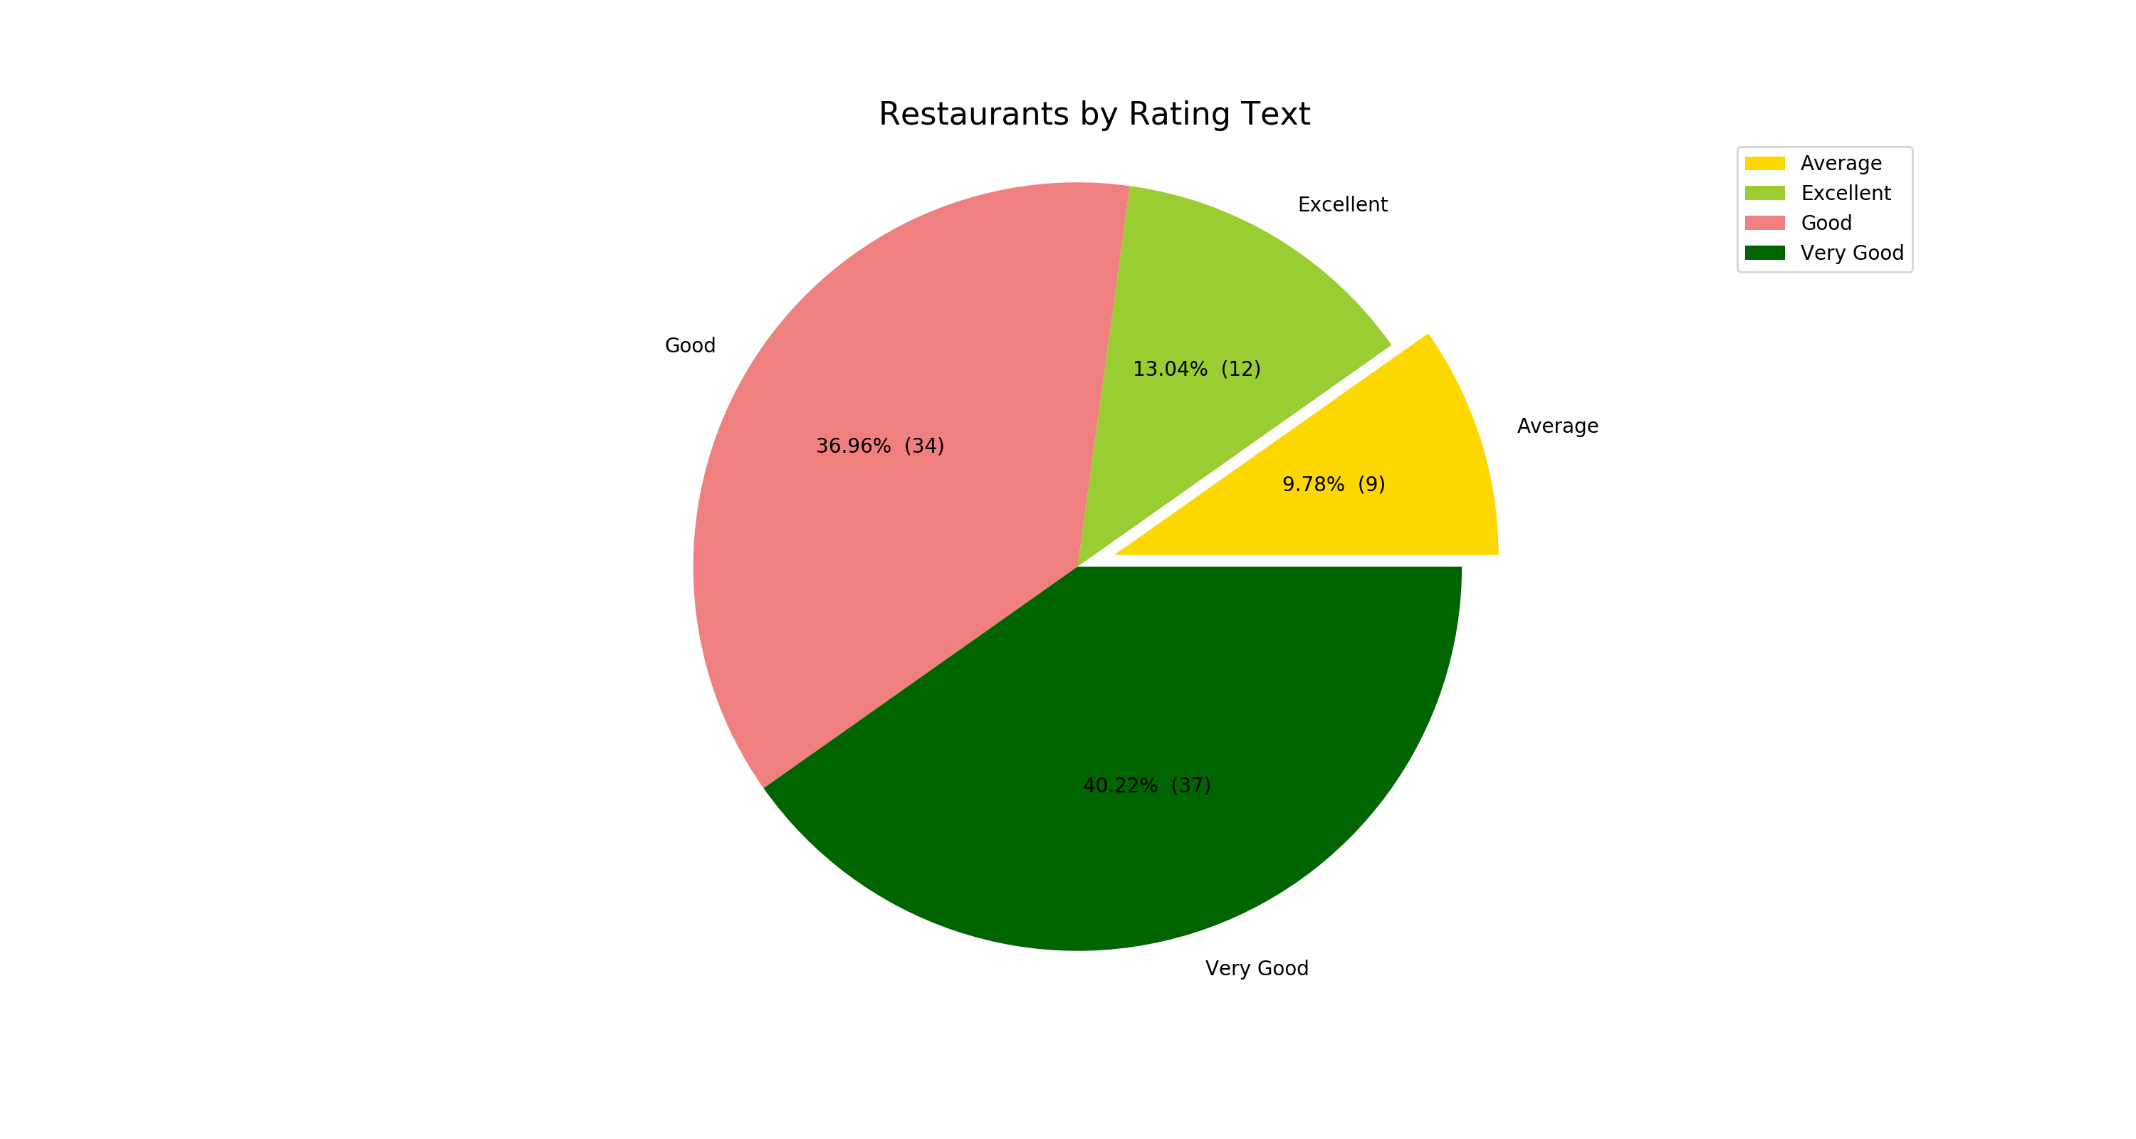 Restaurants by Rating Text
Average
Excellent
Good
Very Good
Excellent
Good
13.04%  (12)
Average
36.96%  (34)
9.78%  (9)
40.22%  (37)
Very Good